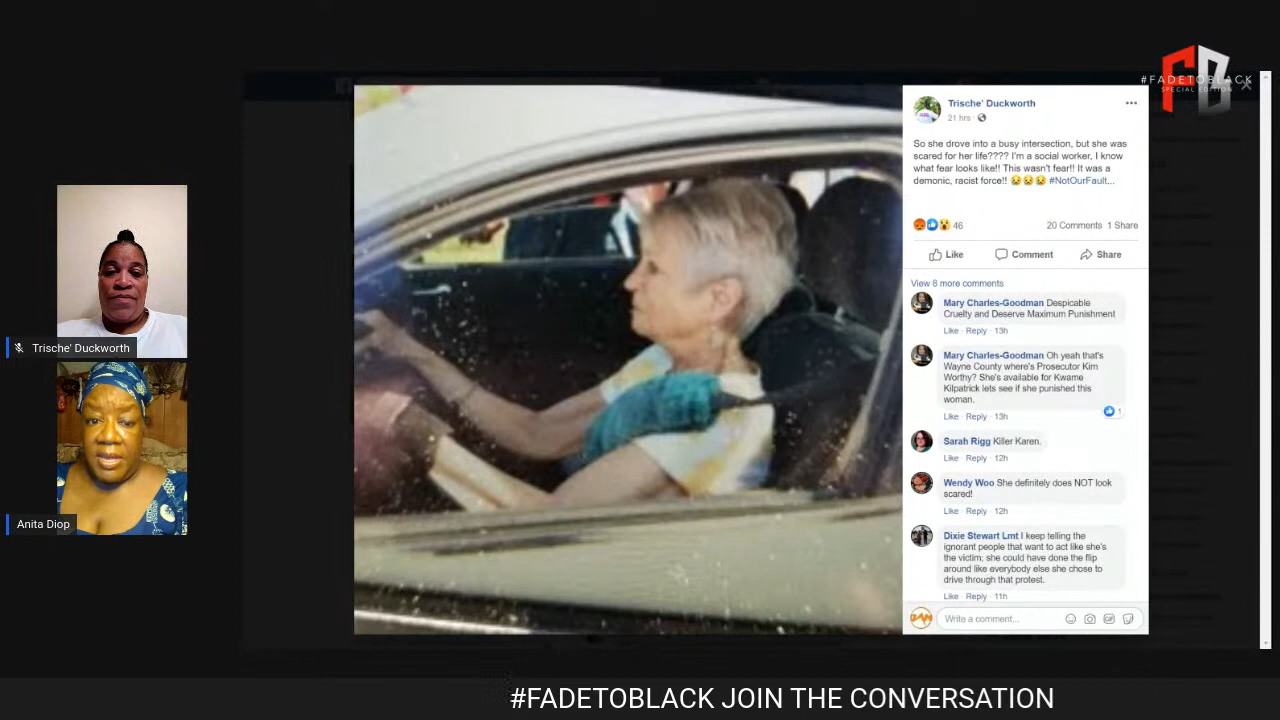 #FADETOBLACK
SPECIAL EDITION
Trische' Duckworth
21 hrs ·
So she drove into a busy intersection, but she was
scared for her life???? I'm a social worker, I know
what fear looks like!! This wasn't fear!! It was a
demonic, racist force!! 😥😥😥 #NotOurFault...
46
20 Comments 1 Share
Like Comment Share
View 8 more comments
Mary Charles-Goodman Despicable
Cruelty and Deserve Maximum Punishment
Like · Reply · 13h
Mary Charles-Goodman Oh yeah that's
Wayne County where's Prosecutor Kim
Worthy? She's available for Kwame
Kilpatrick lets see if she punished this
woman.
1
Like · Reply · 13h
Sarah Rigg Killer Karen.
Like · Reply · 12h
Wendy Woo She definitely does NOT look
scared!
Like · Reply · 12h
Dixie Stewart Lmt I keep telling the
ignorant people that want to act like she's
the victim; she could have done the flip
around like everybody else she chose to
drive through that protest.
Like · Reply · 11h
Write a comment...
GIF
Trische' Duckworth
Anita Diop
#FADETOBLACK JOIN THE CONVERSATION